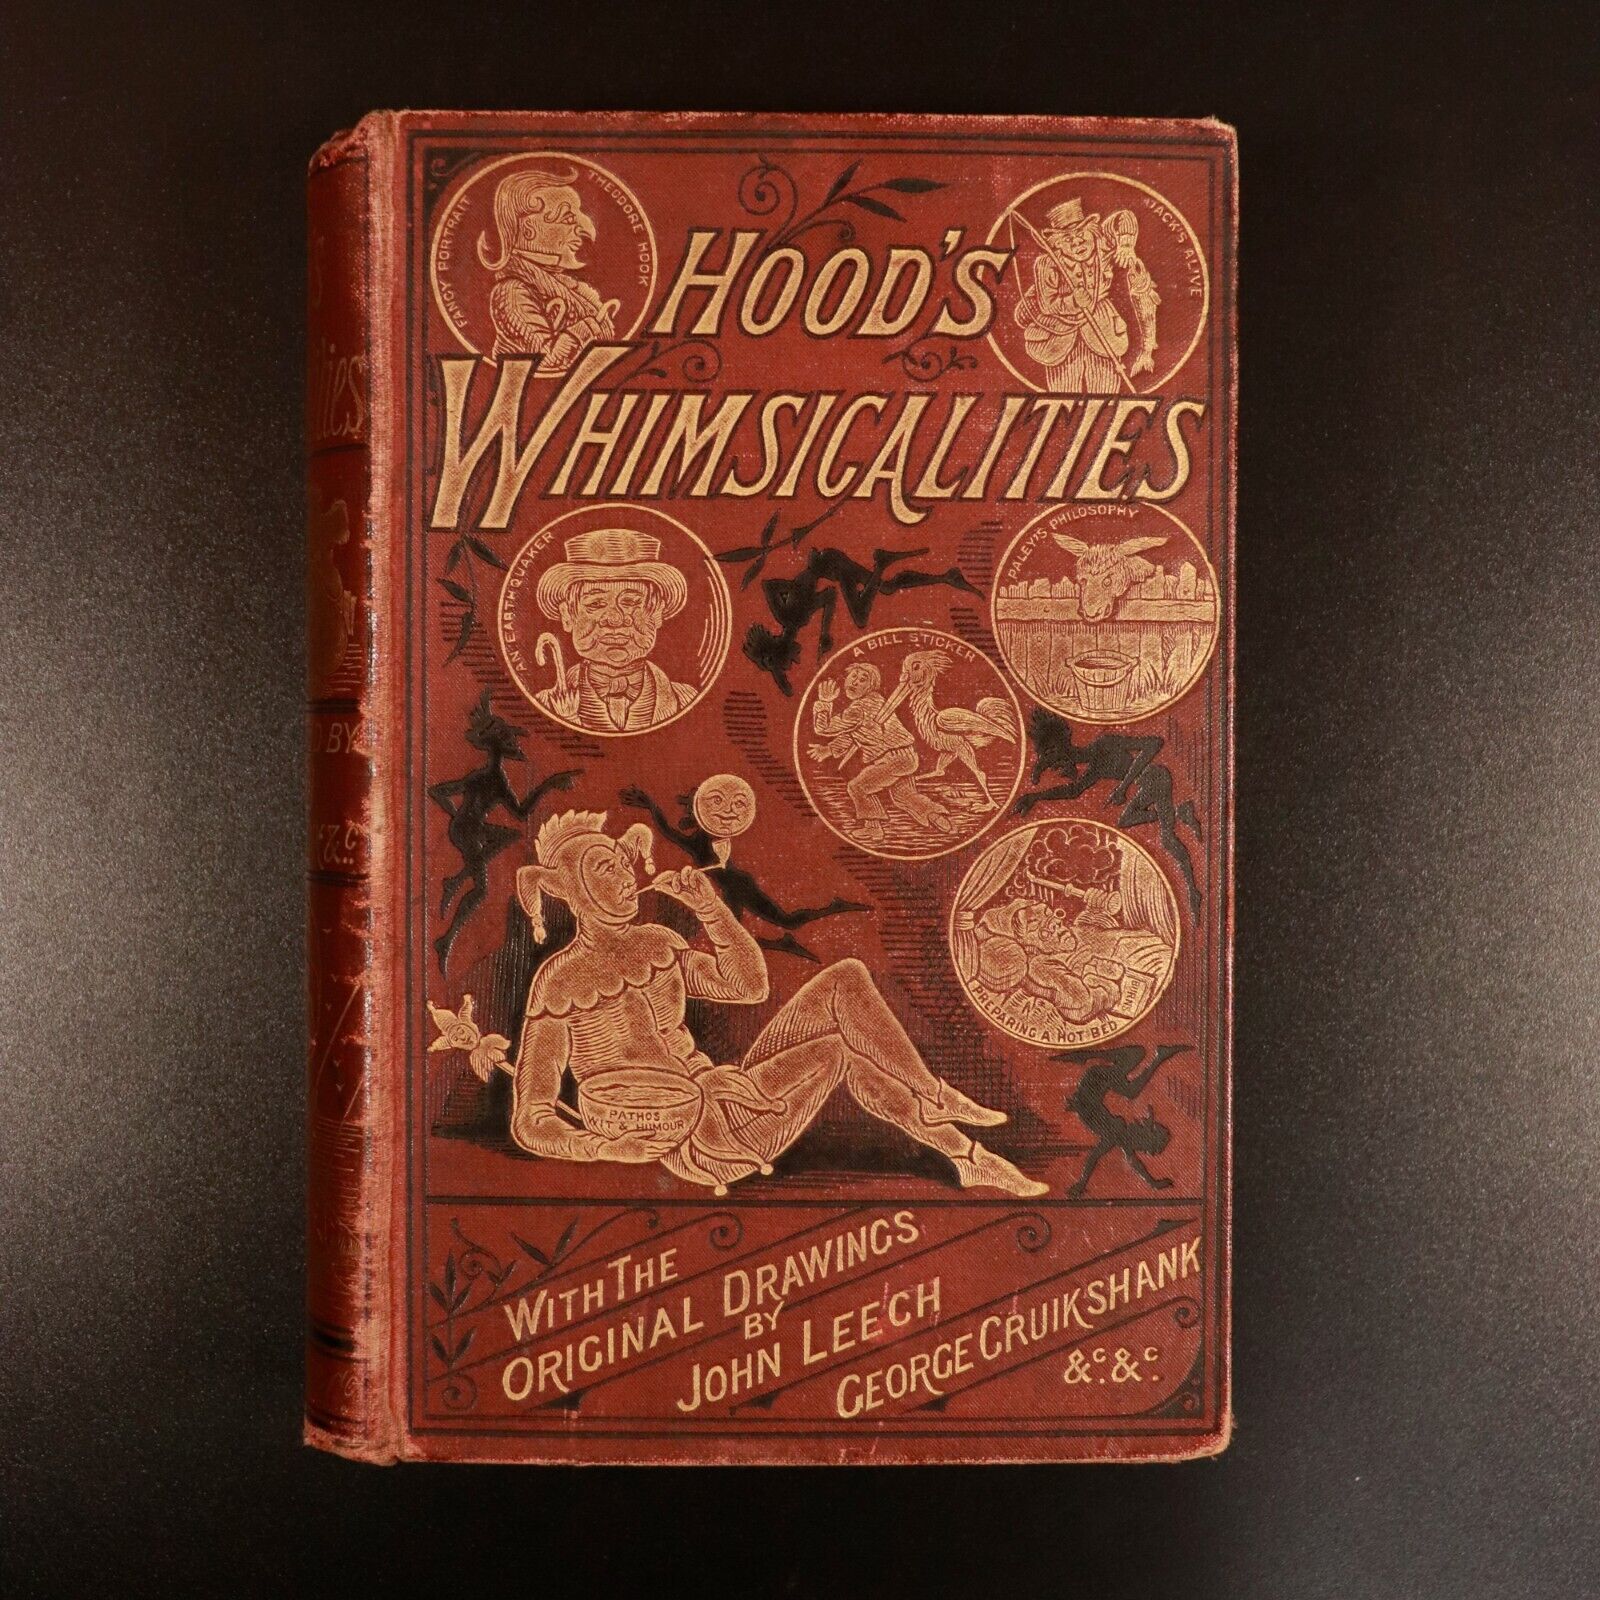 FANCY PORTRAIT
THEODORE HOOK
JACK'S ALIVE
HOOD'S
WHIMSICALITIES
AN EARTHQUAKER
PALEY'S PHILOSOPHY
A BILL STICKER
PREPARING A HOT BED
PATHOS
WIT & HUMOUR
WITH THE
ORIGINAL DRAWINGS
BY
JOHN LEECH
GEORGE CRUIKSHANK
&c. &c.
BY
&c.